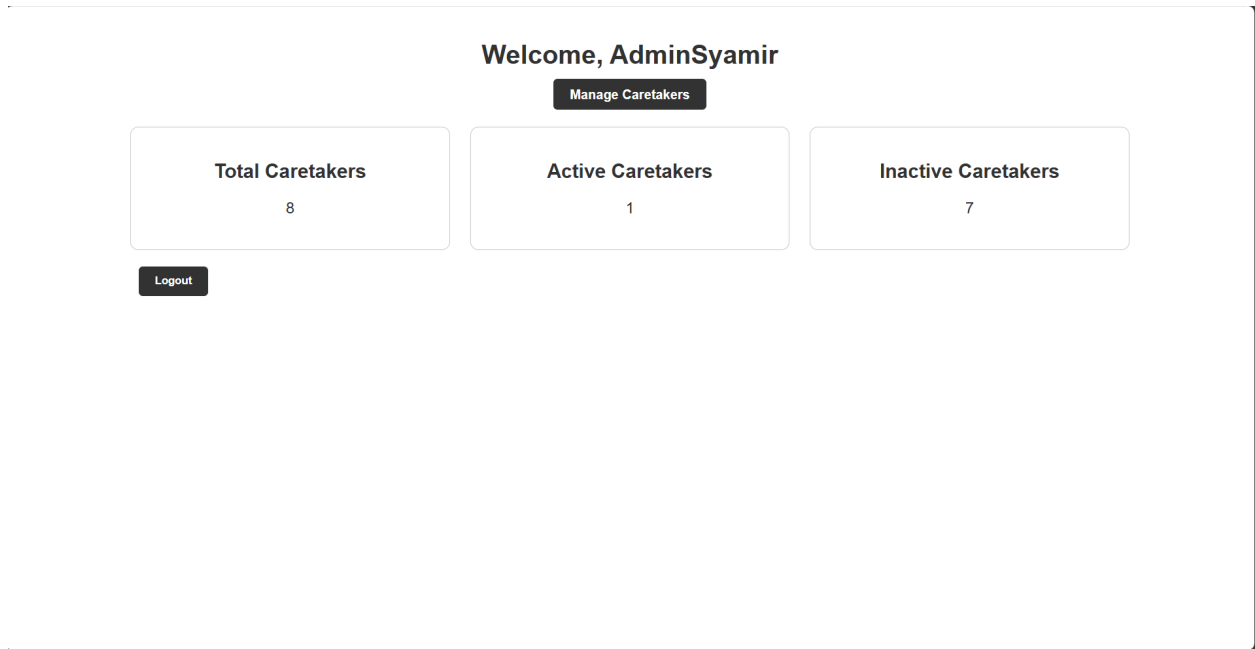 Welcome, AdminSyamir
Manage Caretakers
Total Caretakers
8
Active Caretakers
1
Inactive Caretakers
7
Logout